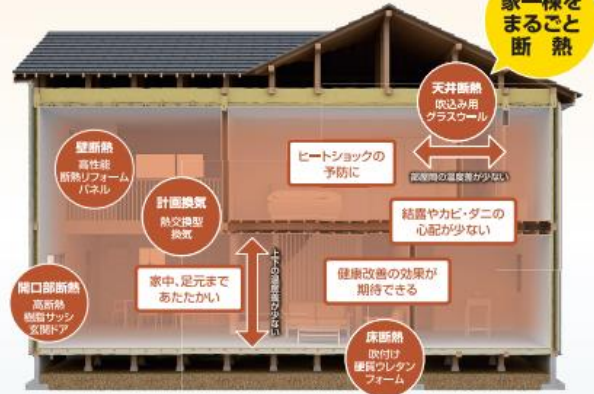 家一棟を
まるごと
断熱
天井断熱
吹込み用
グラスウール
壁断熱
高性能
断熱リフォーム
パネル
ヒートショックの
予防に
部屋間の温度差が少ない
計画換気
熱交換型
換気
結露やカビ・ダニの
心配が少ない
開口部断熱
高断熱
樹脂サッシ
玄関ドア
家中、足元まで
あたたかい
上下の温度差が少ない
健康改善の効果が
期待できる
床断熱
吹付け
硬質ウレタン
フォーム